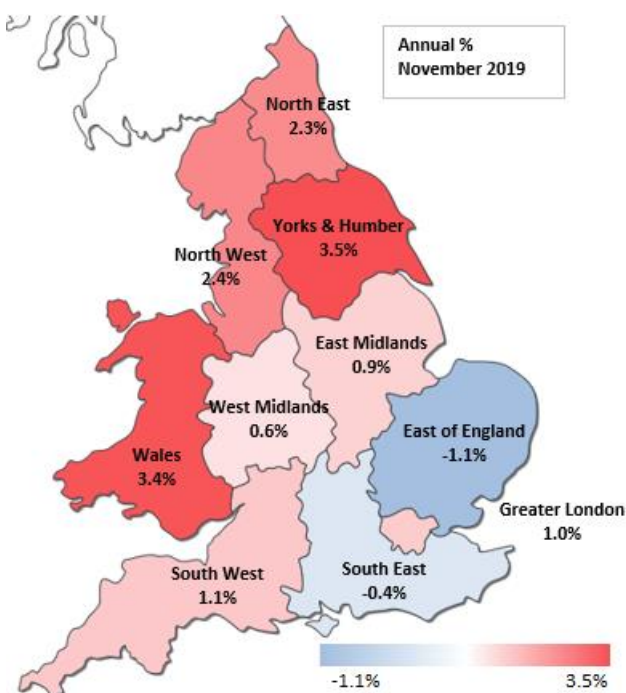 Annual %
November 2019
North East
2.3%
Yorks & Humber
3.5%
North West
2.4%
East Midlands
0.9%
West Midlands
0.6%
East of England
-1.1%
Wales
3.4%
Greater London
1.0%
South West
1.1%
South East
-0.4%
-1.1%
3.5%